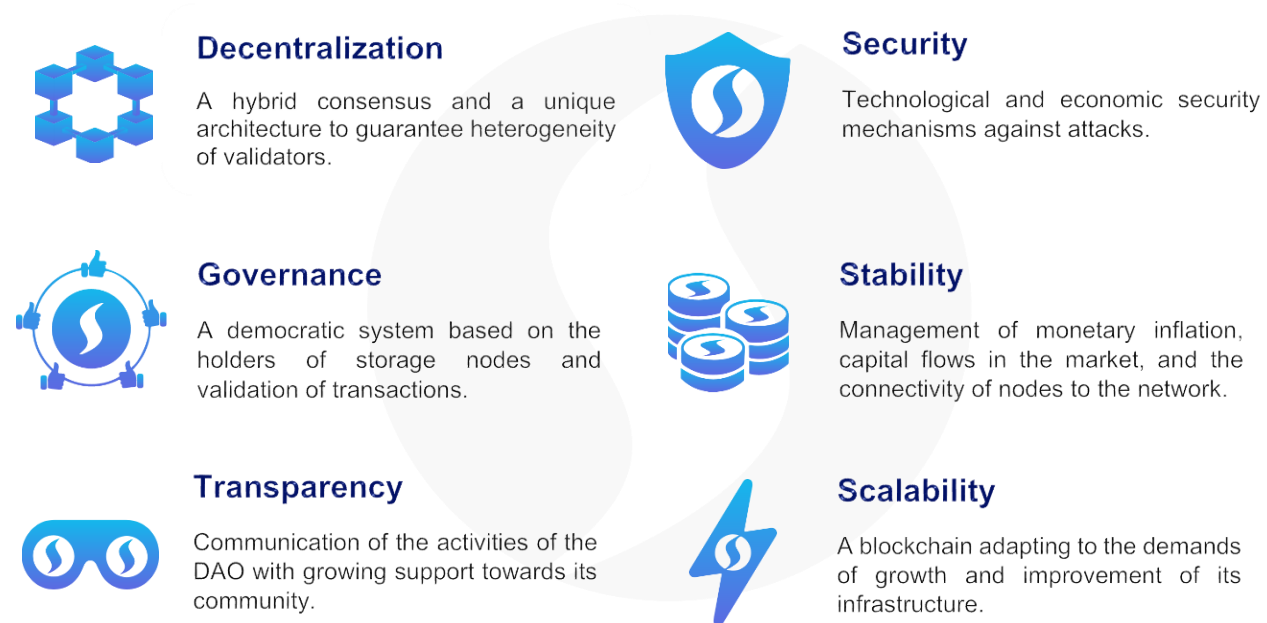 Decentralization
A hybrid consensus and a unique
architecture to guarantee heterogeneity
of validators.
Security
Technological and economic security
mechanisms against attacks.
Governance
A democratic system based on the
holders of storage nodes and
validation of transactions.
Stability
Management of monetary inflation,
capital flows in the market, and the
connectivity of nodes to the network.
Transparency
Communication of the activities of the
DAO with growing support towards its
community.
Scalability
A blockchain adapting to the demands
of growth and improvement of its
infrastructure.